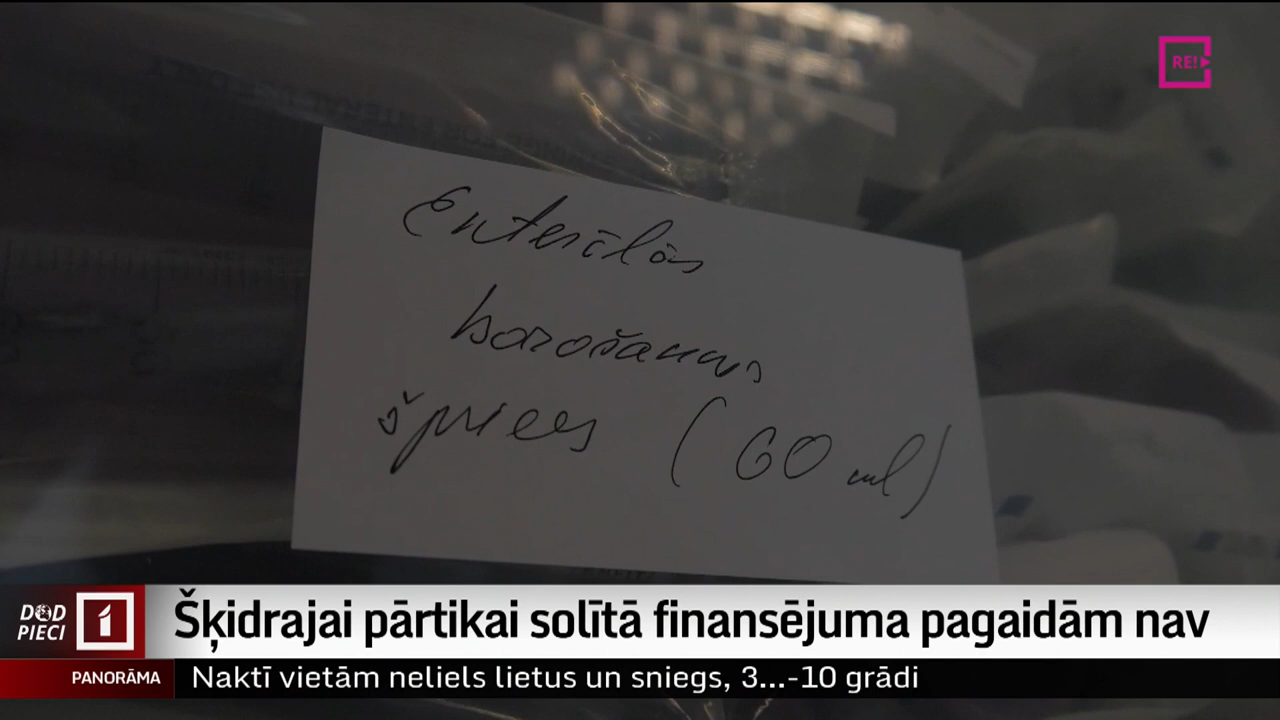 RE!
Enterālās
barošanas
šprices (60 ml)
DOD
PIECI
1
Šķidrajai pārtikai solītā finansējuma pagaidām nav
PANORĀMA
Naktī vietām neliels lietus un sniegs, 3...-10 grādi